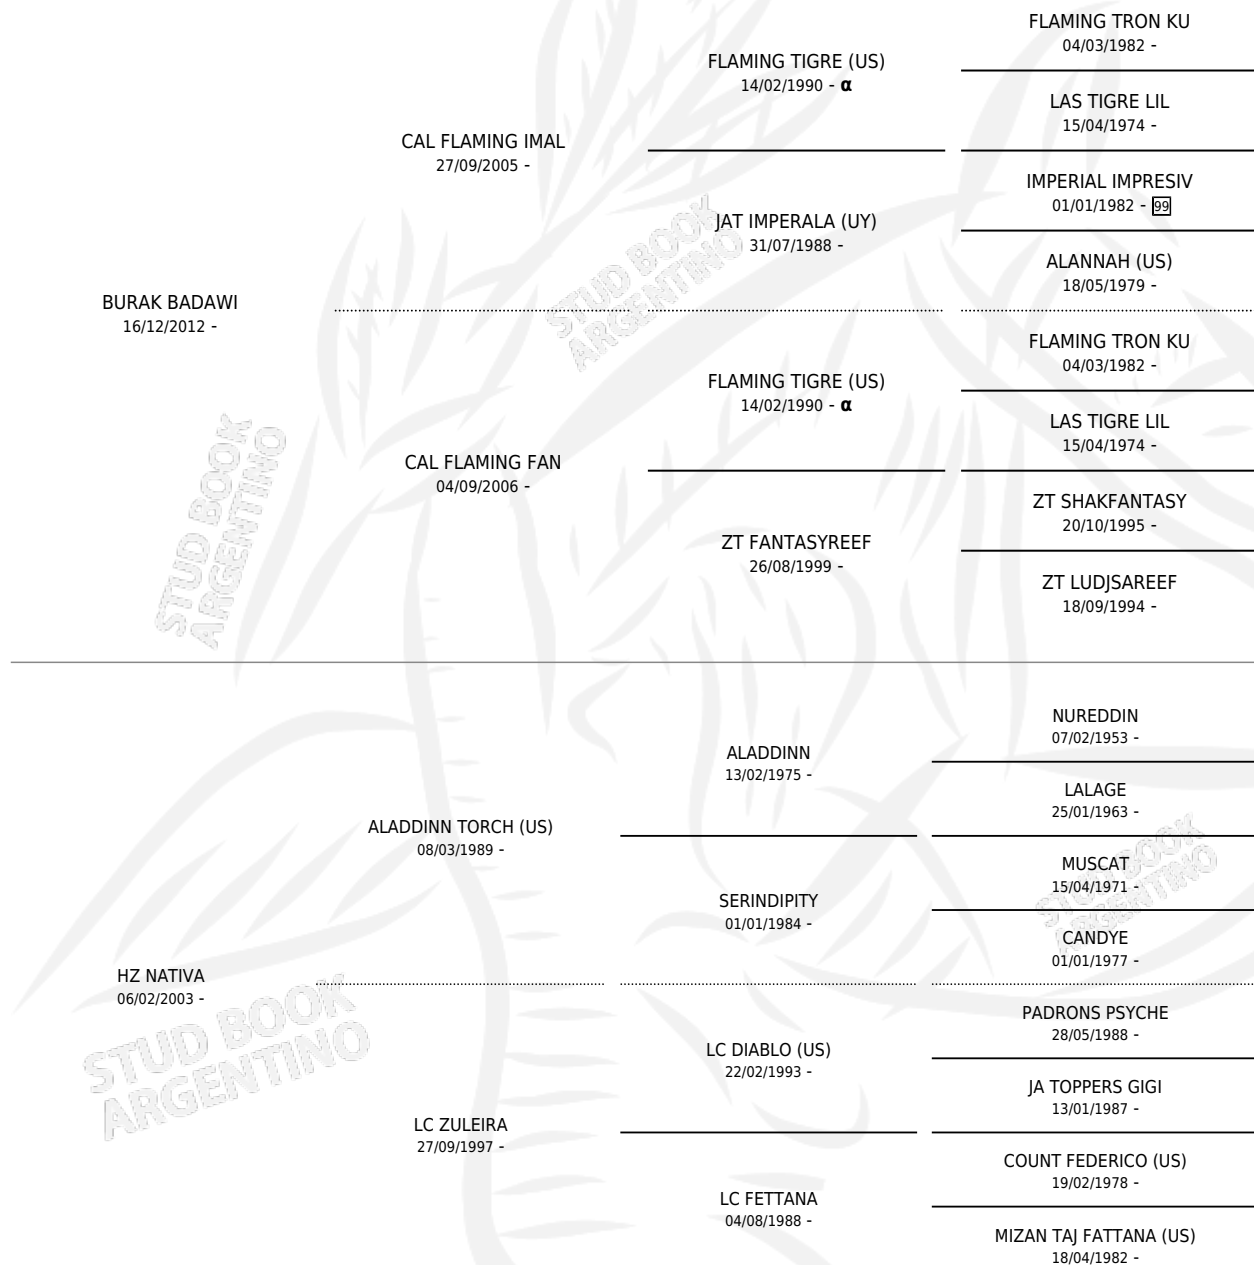 FLAMING TRON KU
04/03/1982 -
FLAMING TIGRE (US)
14/02/1990 - α
LAS TIGRE LIL
15/04/1974 -
CAL FLAMING IMAL
27/09/2005 -
IMPERIAL IMPRESIV
01/01/1982 - 99
JAT IMPERALA (UY)
31/07/1988 -
ALANNAH (US)
18/05/1979 -
BURAK BADAWI
16/12/2012 -
FLAMING TRON KU
04/03/1982 -
FLAMING TIGRE (US)
14/02/1990 - α
LAS TIGRE LIL
15/04/1974 -
CAL FLAMING FAN
04/09/2006 -
ZT SHAKFANTASY
20/10/1995 -
ZT FANTASYREEF
26/08/1999 -
ZT LUDJSAREEF
18/09/1994 -
NUREDDIN
07/02/1953 -
ALADDINN
13/02/1975 -
LALAGE
25/01/1963 -
ALADDINN TORCH (US)
08/03/1989 -
MUSCAT
15/04/1971 -
SERINDIPITY
01/01/1984 -
CANDYE
01/01/1977 -
HZ NATIVA
06/02/2003 -
PADRONS PSYCHE
28/05/1988 -
LC DIABLO (US)
22/02/1993 -
JA TOPPERS GIGI
13/01/1987 -
LC ZULEIRA
27/09/1997 -
COUNT FEDERICO (US)
19/02/1978 -
LC FETTANA
04/08/1988 -
MIZAN TAJ FATTANA (US)
18/04/1982 -
STUD BOOK
ARGENTINO
STUD BOOK
ARGENTINO
STUD BOOK
ARGENTINO
STUD BOOK
ARGENTINO